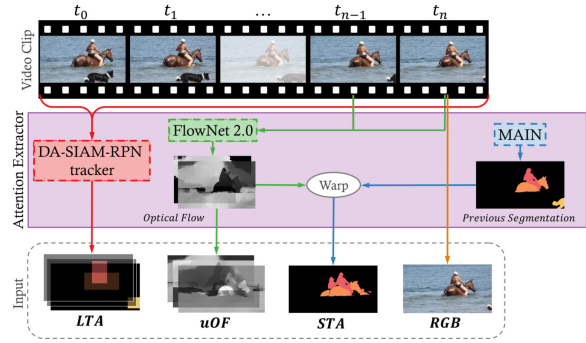 t₀ t₁ ... tₙ₋₁ tₙ
Video Clip
Attention Extractor
FlowNet 2.0
MAIN
DA-SIAM-RPN
tracker
Warp
Optical Flow
Previous Segmentation
Input
LTA uOF STA RGB